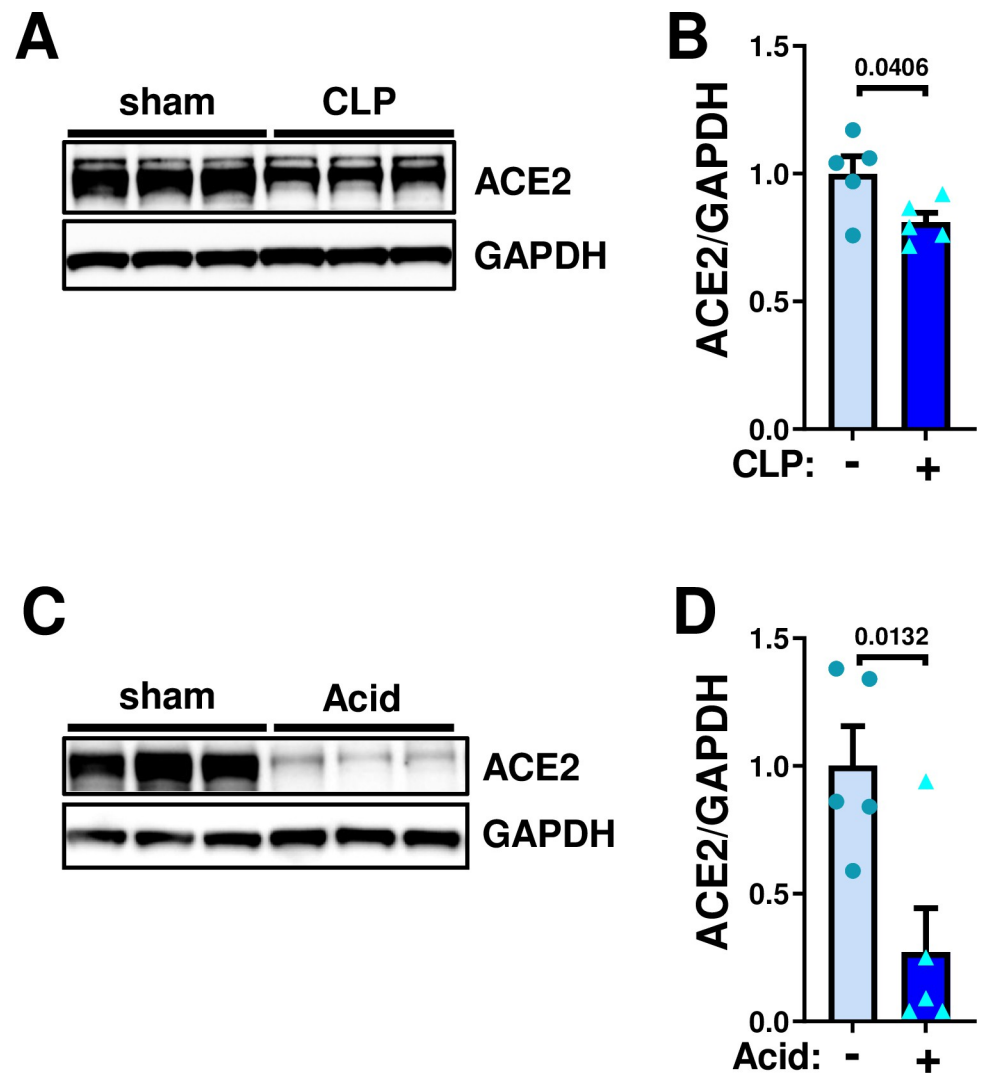 A
sham CLP
ACE2
GAPDH
B
0.0406
ACE2/GAPDH
1.5
1.0
0.5
0.0
CLP: - +
C
sham Acid
ACE2
GAPDH
D
0.0132
ACE2/GAPDH
1.5
1.0
0.5
0.0
Acid: - +